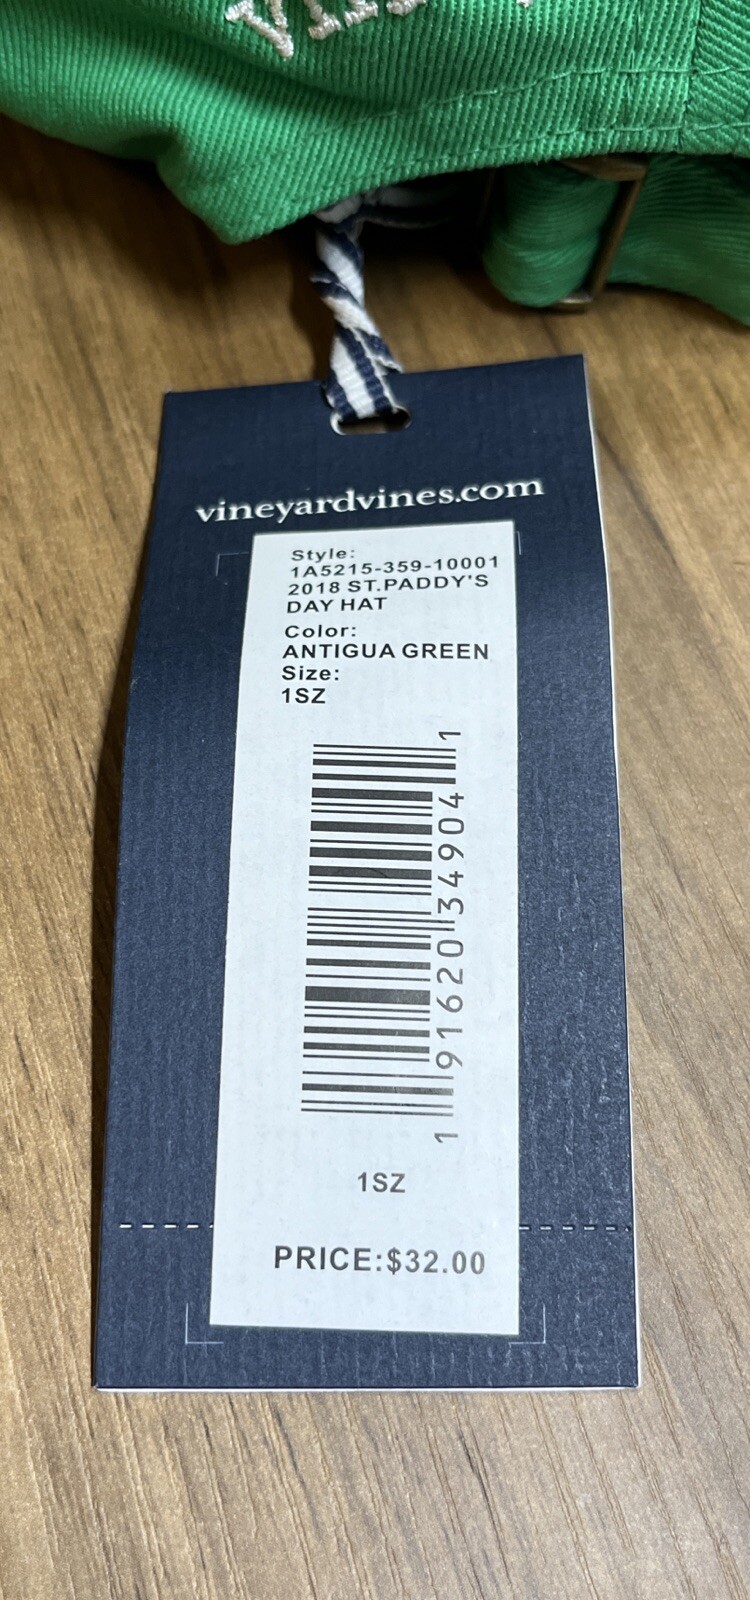 vineyardvines.com
Style:
1A5215-359-10001
2018 ST.PADDY'S
DAY HAT
Color:
ANTIGUA GREEN
Size:
1SZ
1 91620 34904 1
1SZ
PRICE:$32.00